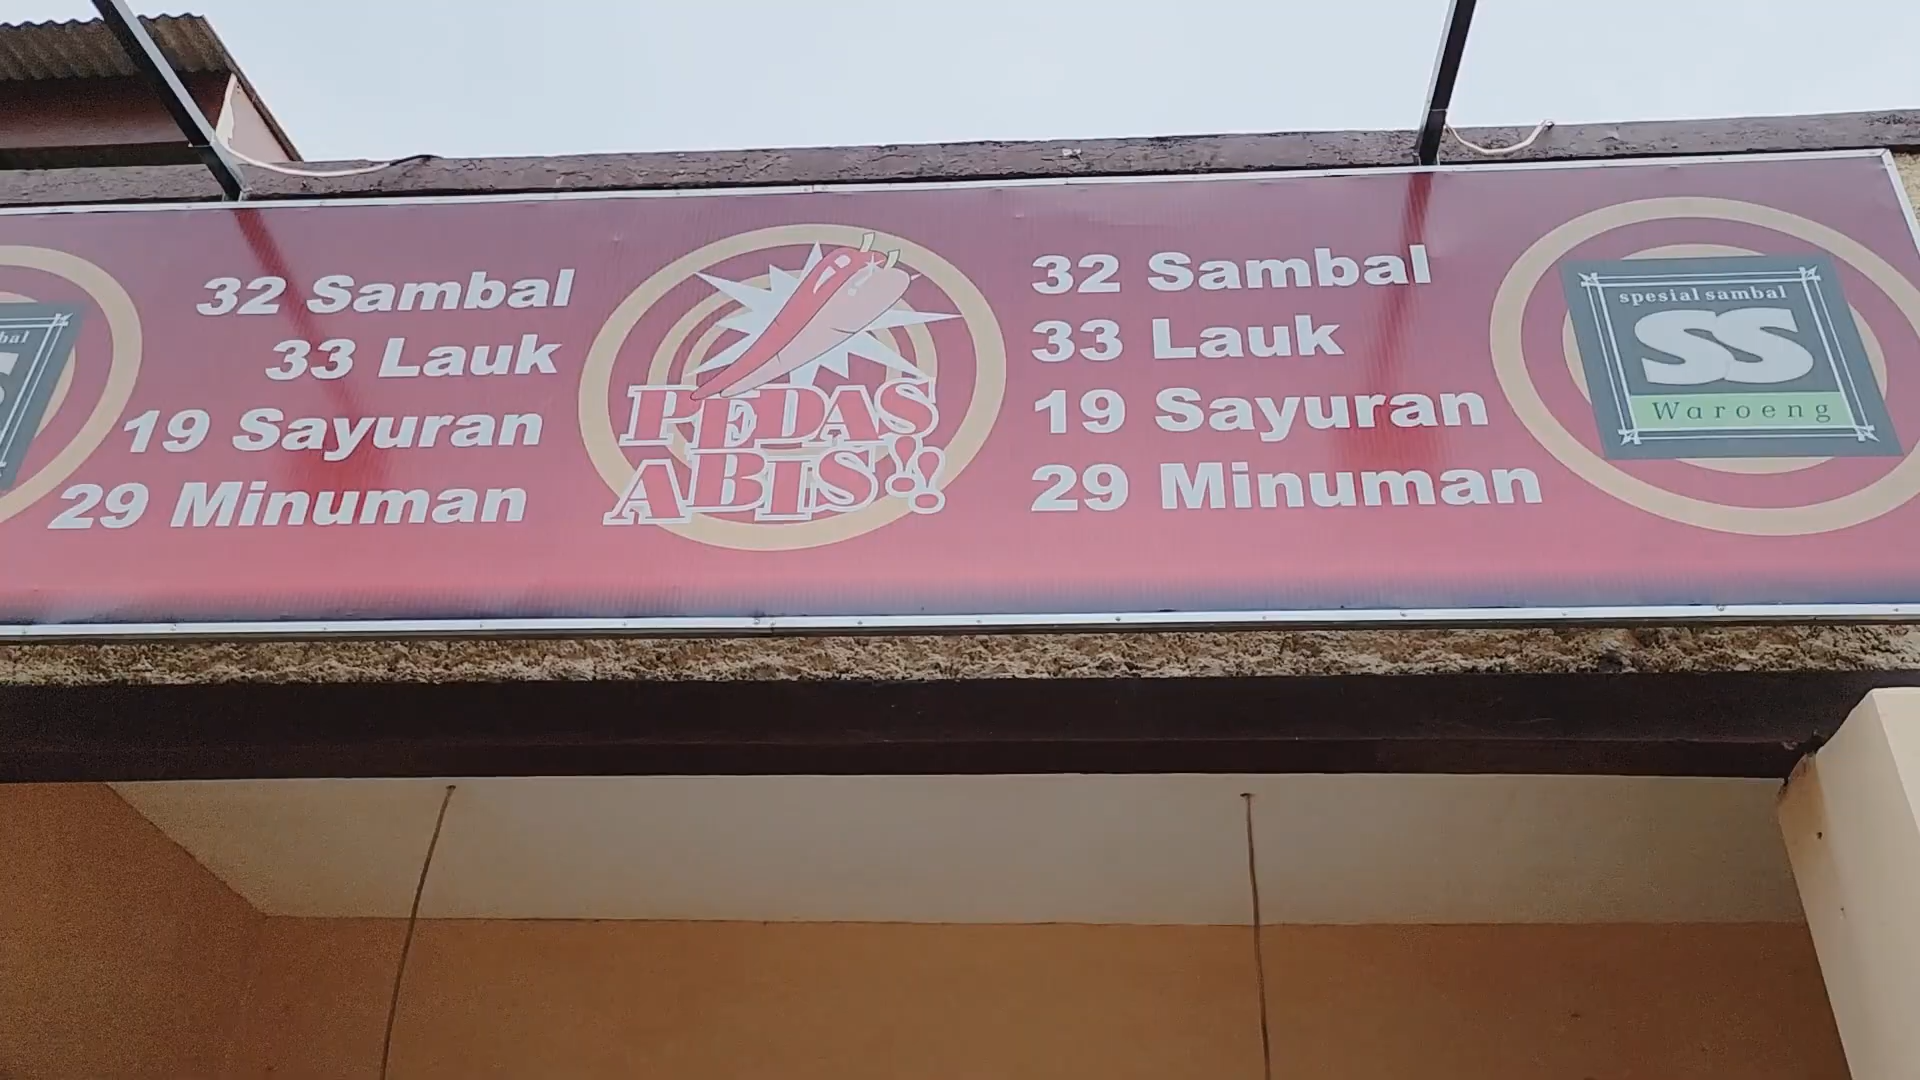 bal
S
32 Sambal
33 Lauk
19 Sayuran
29 Minuman
PEDAS
ABIS!!
32 Sambal
33 Lauk
19 Sayuran
29 Minuman
spesial sambal
SS
Waroeng